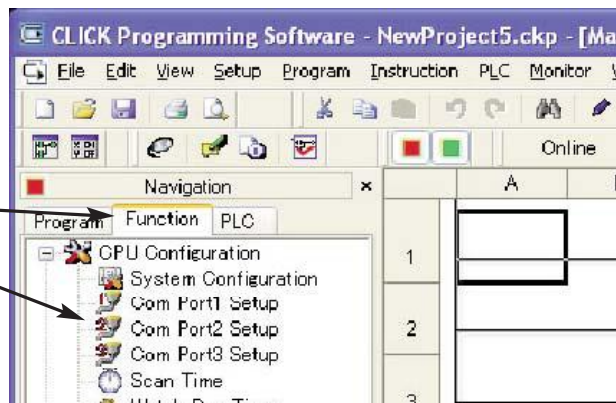 CLICK Programming Software - NewProject5.ckp - [Ma
File Edit View Setup Program Instruction PLC Monitor
Online
Navigation
Program Function PLC
CPU Configuration
System Configuration
Com Port1 Setup
Com Port2 Setup
Com Port3 Setup
Scan Time
A
1
2
3